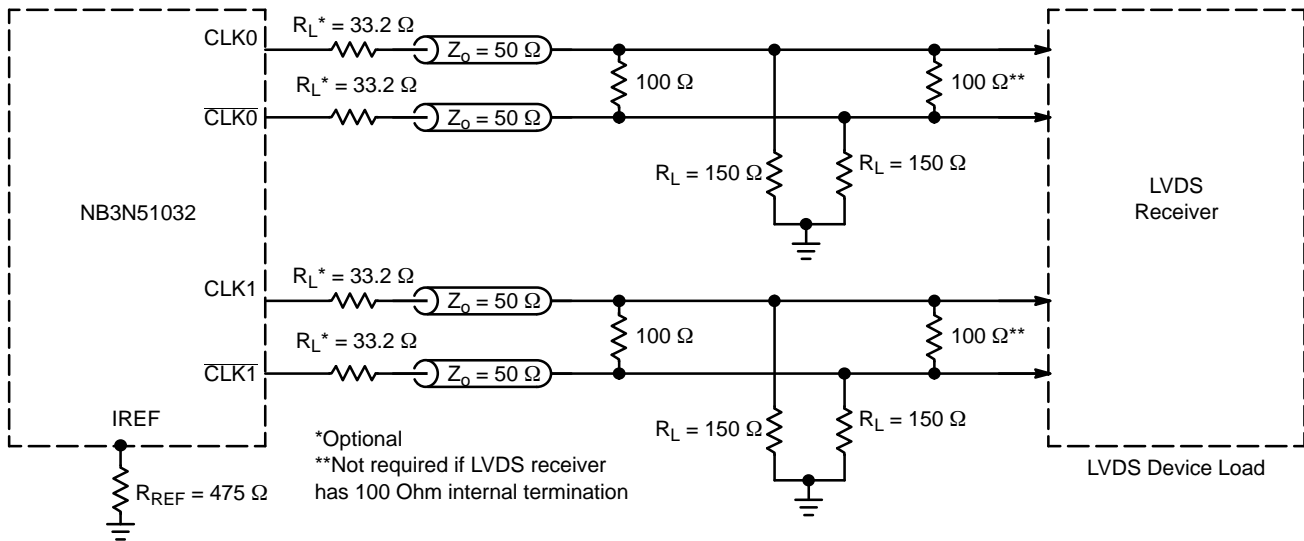 R_L* = 33.2 Ω
CLK0
Z_o = 50 Ω
R_L* = 33.2 Ω
100 Ω
100 Ω**
C̅L̅K̅0̅
Z_o = 50 Ω
R_L = 150 Ω
R_L = 150 Ω
NB3N51032
LVDS
Receiver
R_L* = 33.2 Ω
CLK1
Z_o = 50 Ω
R_L* = 33.2 Ω
100 Ω
100 Ω**
C̅L̅K̅1̅
Z_o = 50 Ω
IREF
R_L = 150 Ω
R_L = 150 Ω
*Optional
**Not required if LVDS receiver
has 100 Ohm internal termination
LVDS Device Load
R_REF = 475 Ω